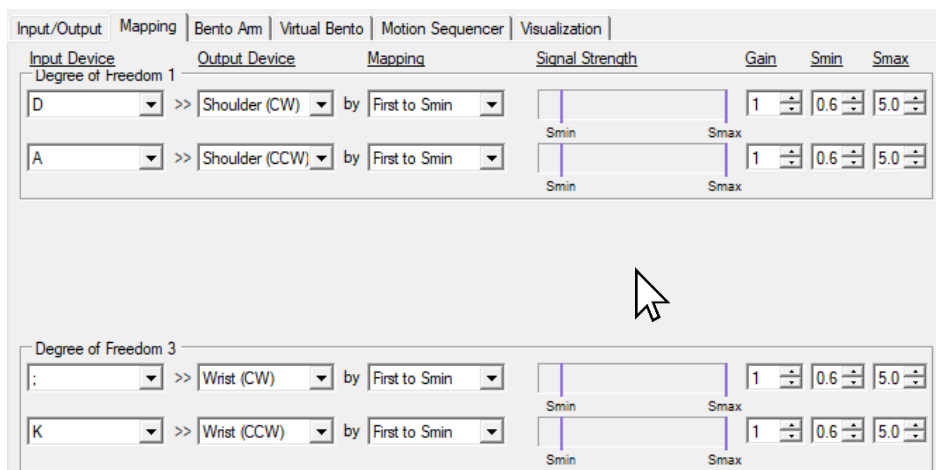 Input/Output Mapping Bento Arm Virtual Bento Motion Sequencer Visualization
Input Device Output Device Mapping Signal Strength Gain Smin Smax
Degree of Freedom 1
D >> Shoulder (CW) by First to Smin 1 0.6 5.0
Smin Smax
A >> Shoulder (CCW) by First to Smin 1 0.6 5.0
Smin Smax
Degree of Freedom 3
; >> Wrist (CW) by First to Smin 1 0.6 5.0
Smin Smax
K >> Wrist (CCW) by First to Smin 1 0.6 5.0
Smin Smax